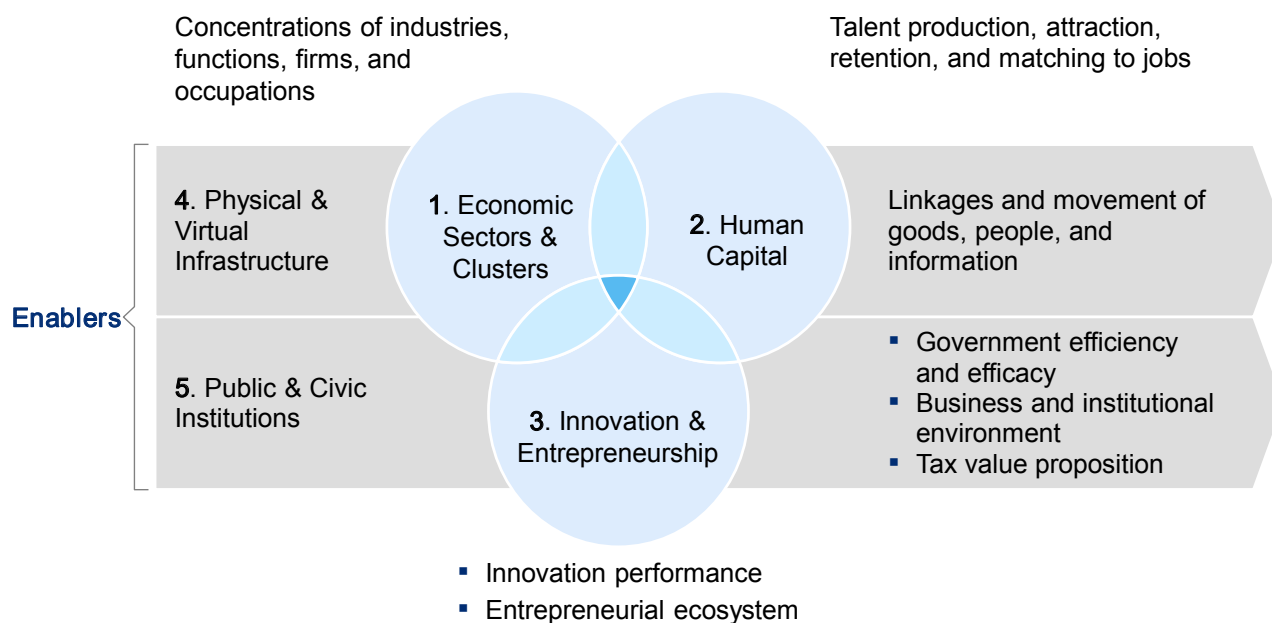 Concentrations of industries,
functions, firms, and
occupations
Talent production, attraction,
retention, and matching to jobs
Enablers
4. Physical &
Virtual
Infrastructure
1. Economic
Sectors &
Clusters
2. Human
Capital
Linkages and movement of
goods, people, and
information
5. Public & Civic
Institutions
3. Innovation &
Entrepreneurship
▪ Government efficiency
and efficacy
▪ Business and institutional
environment
▪ Tax value proposition
▪ Innovation performance
▪ Entrepreneurial ecosystem